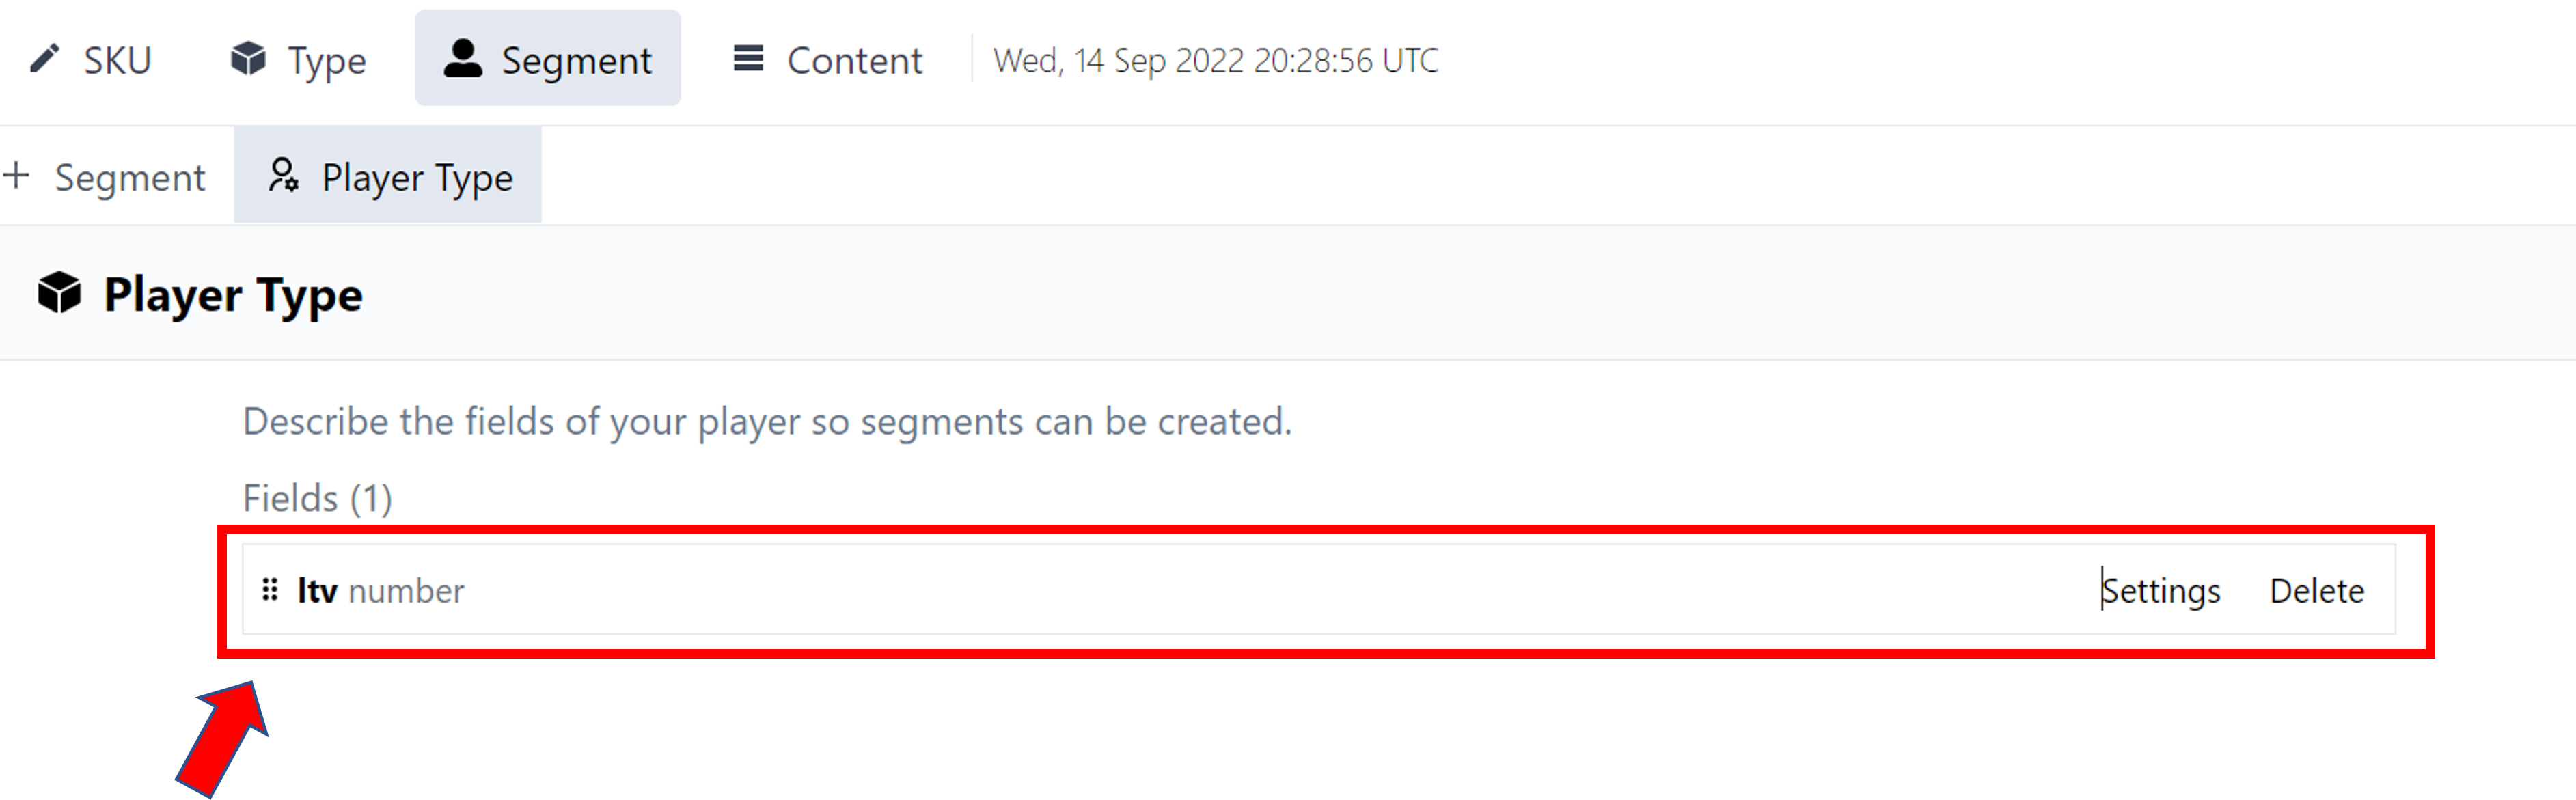 SKU Type Segment Content Wed, 14 Sep 2022 20:28:56 UTC
+ Segment Player Type
Player Type
Describe the fields of your player so segments can be created.
Fields (1)
ltv number Settings Delete